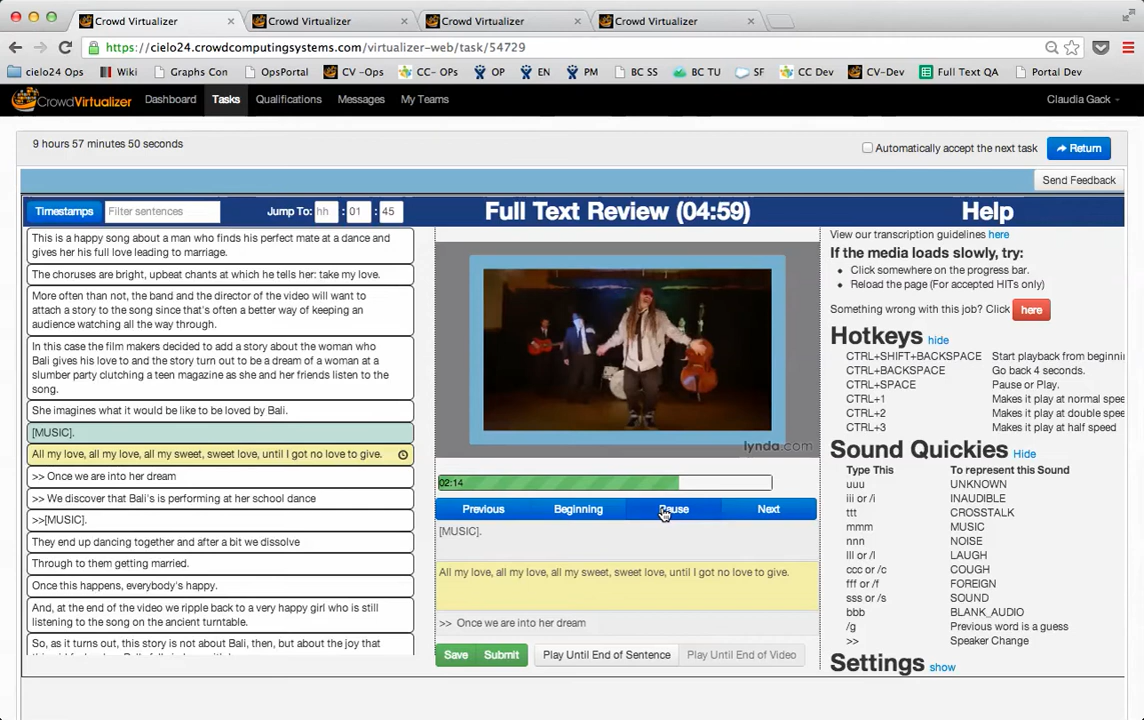 Crowd Virtualizer
Crowd Virtualizer
Crowd Virtualizer
Crowd Virtualizer
https://cielo24.crowdcomputingsystems.com/virtualizer-web/task/54729
cielo24 Ops Wiki Graphs Con OpsPortal CV -Ops CC- OPs OP EN PM BC SS BC TU SF CC Dev CV-Dev Full Text QA Portal Dev
CrowdVirtualizer Dashboard Tasks Qualifications Messages My Teams Claudia Gack
9 hours 57 minutes 50 seconds
Automatically accept the next task
Return
Send Feedback
Timestamps
Filter sentences
Jump To: hh : 01 : 45
This is a happy song about a man who finds his perfect mate at a dance and
gives her his full love leading to marriage.
The choruses are bright, upbeat chants at which he tells her: take my love.
More often than not, the band and the director of the video will want to
attach a story to the song since that's often a better way of keeping an
audience watching all the way through.
In this case the film makers decided to add a story about the woman who
Bali gives his love to and the story turn out to be a dream of a woman at a
slumber party clutching a teen magazine as she and her friends listen to the
song.
She imagines what it would be like to be loved by Bali.
[MUSIC].
All my love, all my love, all my sweet, sweet love, until I got no love to give.
>> Once we are into her dream
>> We discover that Bali's is performing at her school dance
>>[MUSIC].
They end up dancing together and after a bit we dissolve
Through to them getting married.
Once this happens, everybody's happy.
And, at the end of the video we ripple back to a very happy girl who is still
listening to the song on the ancient turntable.
So, as it turns out, this story is not about Bali, then, but about the joy that
Full Text Review (04:59)
lynda.com
02:14
Previous Beginning Pause Next
[MUSIC].
All my love, all my love, all my sweet, sweet love, until I got no love to give.
>> Once we are into her dream
Save Submit Play Until End of Sentence Play Until End of Video
Help
View our transcription guidelines here
If the media loads slowly, try:
• Click somewhere on the progress bar.
• Reload the page (For accepted HITs only)
Something wrong with this job? Click here
Hotkeys hide
CTRL+SHIFT+BACKSPACE Start playback from beginnin
CTRL+BACKSPACE Go back 4 seconds.
CTRL+SPACE Pause or Play.
CTRL+1 Makes it play at normal spee
CTRL+2 Makes it play at double spee
CTRL+3 Makes it play at half speed
Sound Quickies Hide
Type This To represent this Sound
uuu UNKNOWN
iii or /i INAUDIBLE
ttt CROSSTALK
mmm MUSIC
nnn NOISE
lll or /l LAUGH
ccc or /c COUGH
fff or /f FOREIGN
sss or /s SOUND
bbb BLANK_AUDIO
/g Previous word is a guess
>> Speaker Change
Settings show